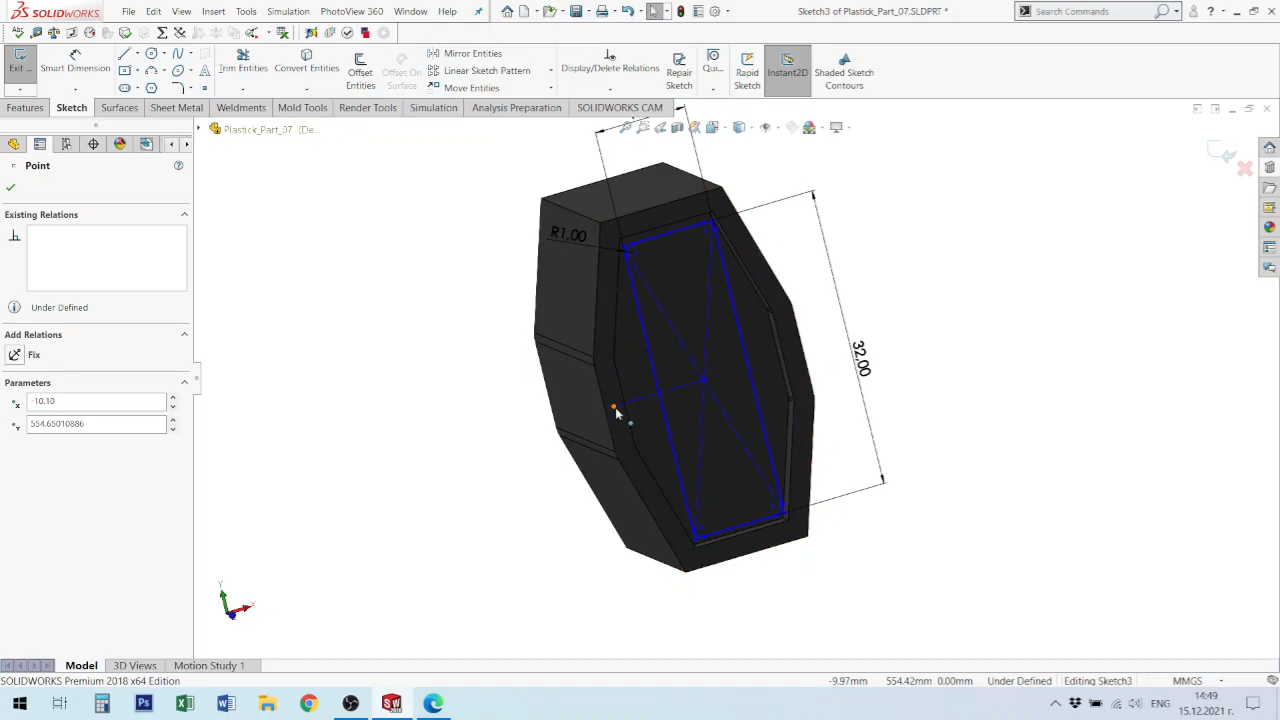 SOLIDWORKS
File Edit View Insert Tools Simulation PhotoView 360 Window Help
Sketch3 of Plastick_Part_07.SLDPRT *
Search Commands
Exit ...
mart Dimension
Trim Entities
Convert Entities
Offset Entities
Offset On Surface
Mirror Entities
Linear Sketch Pattern
Move Entities
Display/Delete Relations
Repair Sketch
Qui...
Rapid Sketch
Instant2D
Shaded Sketch Contours
Features Sketch Surfaces Sheet Metal Weldments Mold Tools Render Tools Simulation Analysis Preparation SOLIDWORKS CAM
Plastick_Part_07 (De...
Point
Existing Relations
Under Defined
Add Relations
Fix
Parameters
-10.10
554.65010886
R1,00
32,00
Y
X
Model 3D Views Motion Study 1
SOLIDWORKS Premium 2018 x64 Edition
-9.97mm 554.42mm 0.00mm Under Defined Editing Sketch3 MMGS
ENG
14:49
15.12.2021 г.